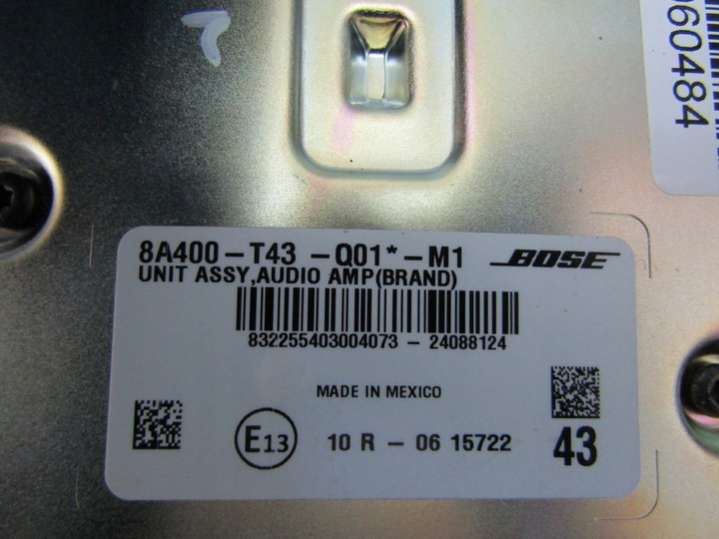 060484
8A400-T43-Q01*-M1 BOSE
UNIT ASSY,AUDIO AMP(BRAND)
832255403004073 - 24088124
MADE IN MEXICO
E13 10 R - 06 15722 43